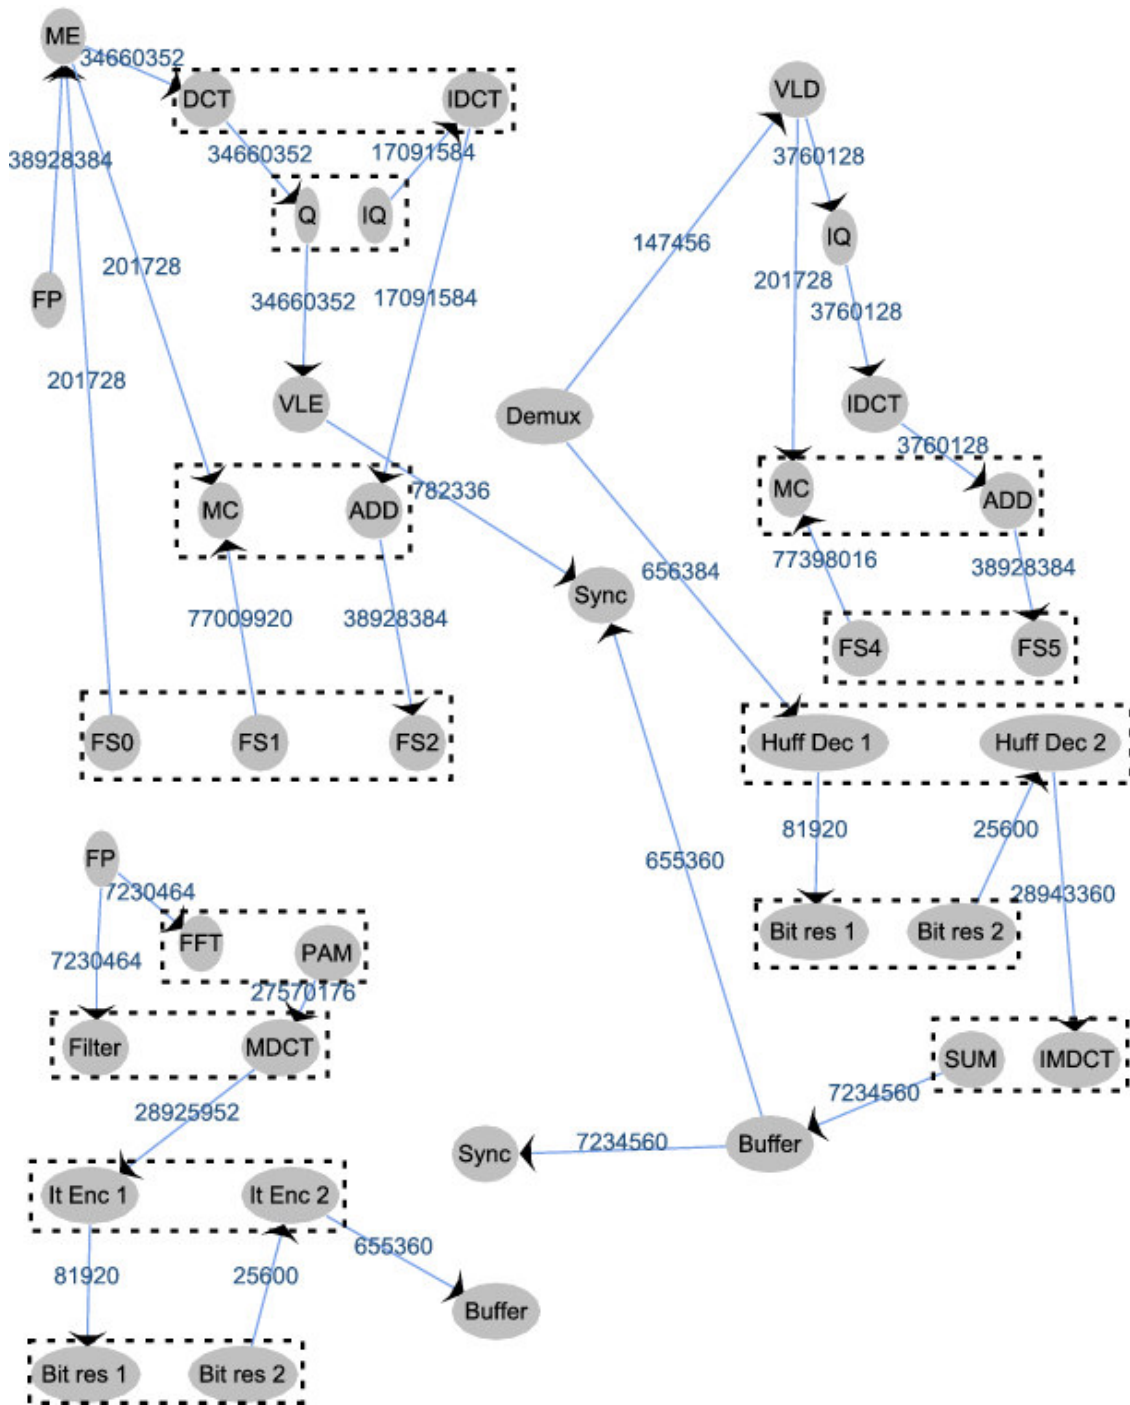 ME
34660352
DCT
IDCT
VLD
38928384
34660352
17091584
3760128
Q
IQ
IQ
147456
201728
201728
FP
34660352
17091584
3760128
201728
VLE
Demux
IDCT
3760128
782336
MC
ADD
MC
ADD
77398016
656384
38928384
Sync
77009920
38928384
FS4
FS5
FS0
FS1
FS2
Huff Dec 1
Huff Dec 2
81920
25600
FP
655360
7230464
28943360
FFT
PAM
Bit res 1
Bit res 2
7230464
27570176
Filter
MDCT
SUM
IMDCT
7234560
28925952
Sync
7234560
Buffer
It Enc 1
It Enc 2
655360
81920
25600
Buffer
Bit res 1
Bit res 2